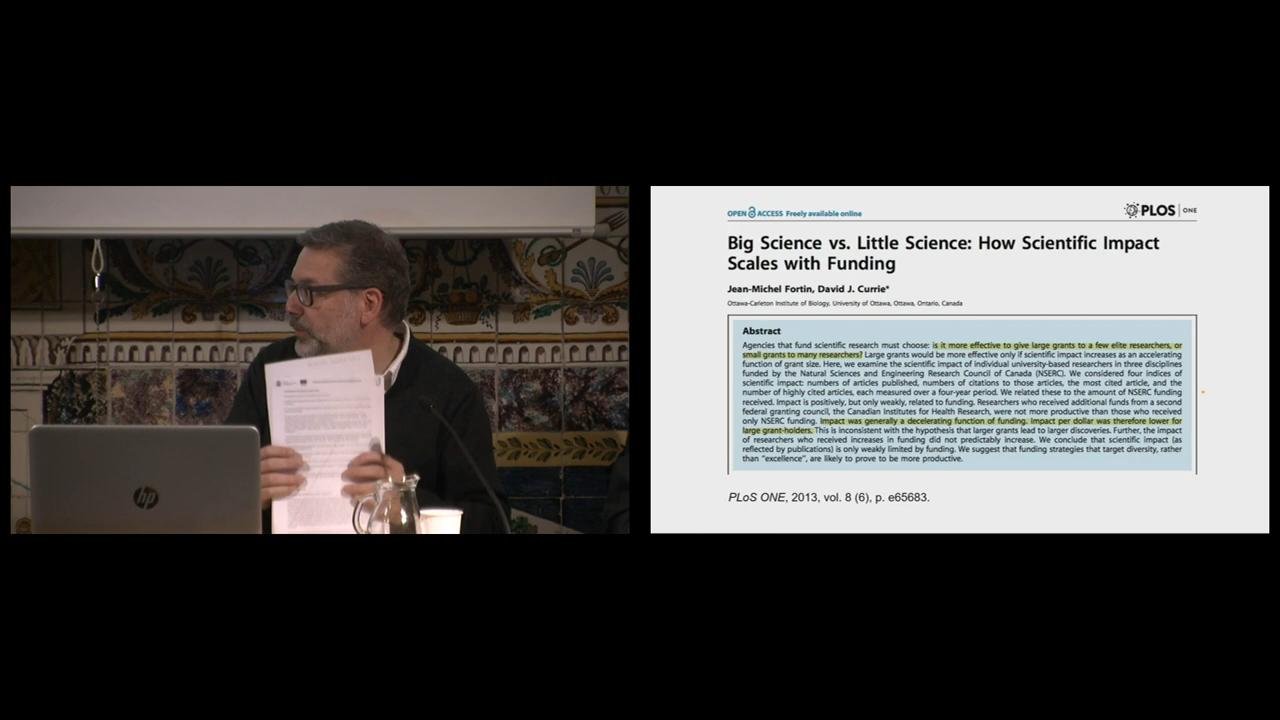 hp
OPEN ACCESS Freely available online
PLOS ONE
Big Science vs. Little Science: How Scientific Impact
Scales with Funding
Jean-Michel Fortin, David J. Currie*
Ottawa-Carleton Institute of Biology, University of Ottawa, Ottawa, Ontario, Canada
Abstract
Agencies that fund scientific research must choose: is it more effective to give large grants to a few elite researchers, or
small grants to many researchers? Large grants would be more effective only if scientific impact increases as an accelerating
function of grant size. Here, we examine the scientific impact of individual university-based researchers in three disciplines
funded by the Natural Sciences and Engineering Research Council of Canada (NSERC). We considered four indices of
scientific impact: numbers of articles published, numbers of citations to those articles, the most cited article, and the
number of highly cited articles, each measured over a four-year period. We related these to the amount of NSERC funding
received. Impact is positively, but only weakly, related to funding. Researchers who received additional funds from a second
federal granting council, the Canadian Institutes for Health Research, were not more productive than those who received
only NSERC funding. Impact was generally a decelerating function of funding. Impact per dollar was therefore lower for
large grant-holders. This is inconsistent with the hypothesis that larger grants lead to larger discoveries. Further, the impact
of researchers who received increases in funding did not predictably increase. We conclude that scientific impact (as
reflected by publications) is only weakly limited by funding. We suggest that funding strategies that target diversity, rather
than "excellence", are likely to prove to be more productive.
PLoS ONE, 2013, vol. 8 (6), p. e65683.